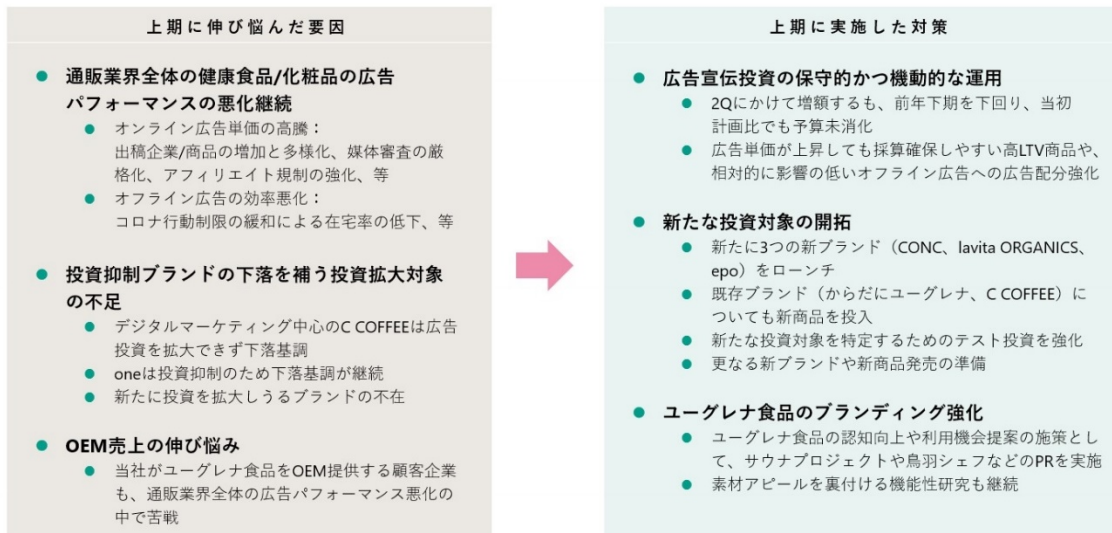 上期に伸び悩んだ要因
● 通販業界全体の健康食品/化粧品の広告
パフォーマンスの悪化継続
● オンライン広告単価の高騰：
出稿企業/商品の増加と多様化、媒体審査の厳
格化、アフィリエイト規制の強化、等
● オフライン広告の効率悪化：
コロナ行動制限の緩和による在宅率の低下、等
● 投資抑制ブランドの下落を補う投資拡大対象
の不足
● デジタルマーケティング中心のC COFFEEは広告
投資を拡大できず下落基調
● oneは投資抑制のため下落基調が継続
● 新たに投資を拡大しうるブランドの不在
● OEM売上の伸び悩み
● 当社がユーグレナ食品をOEM提供する顧客企業
も、通販業界全体の広告パフォーマンス悪化の
中で苦戦
上期に実施した対策
● 広告宣伝投資の保守的かつ機動的な運用
● 2Qにかけて増額するも、前年下期を下回り、当初
計画比でも予算未消化
● 広告単価が上昇しても採算確保しやすい高LTV商品や、
相対的に影響の低いオフライン広告への広告配分強化
● 新たな投資対象の開拓
● 新たに3つの新ブランド（CONC、lavita ORGANICS、
epo）をローンチ
● 既存ブランド（からだにユーグレナ、C COFFEE）に
ついても新商品を投入
● 新たな投資対象を特定するためのテスト投資を強化
● 更なる新ブランドや新商品発売の準備
● ユーグレナ食品のブランディング強化
● ユーグレナ食品の認知向上や利用機会提案の施策とし
て、サウナプロジェクトや鳥羽シェフなどのPRを実施
● 素材アピールを裏付ける機能性研究も継続